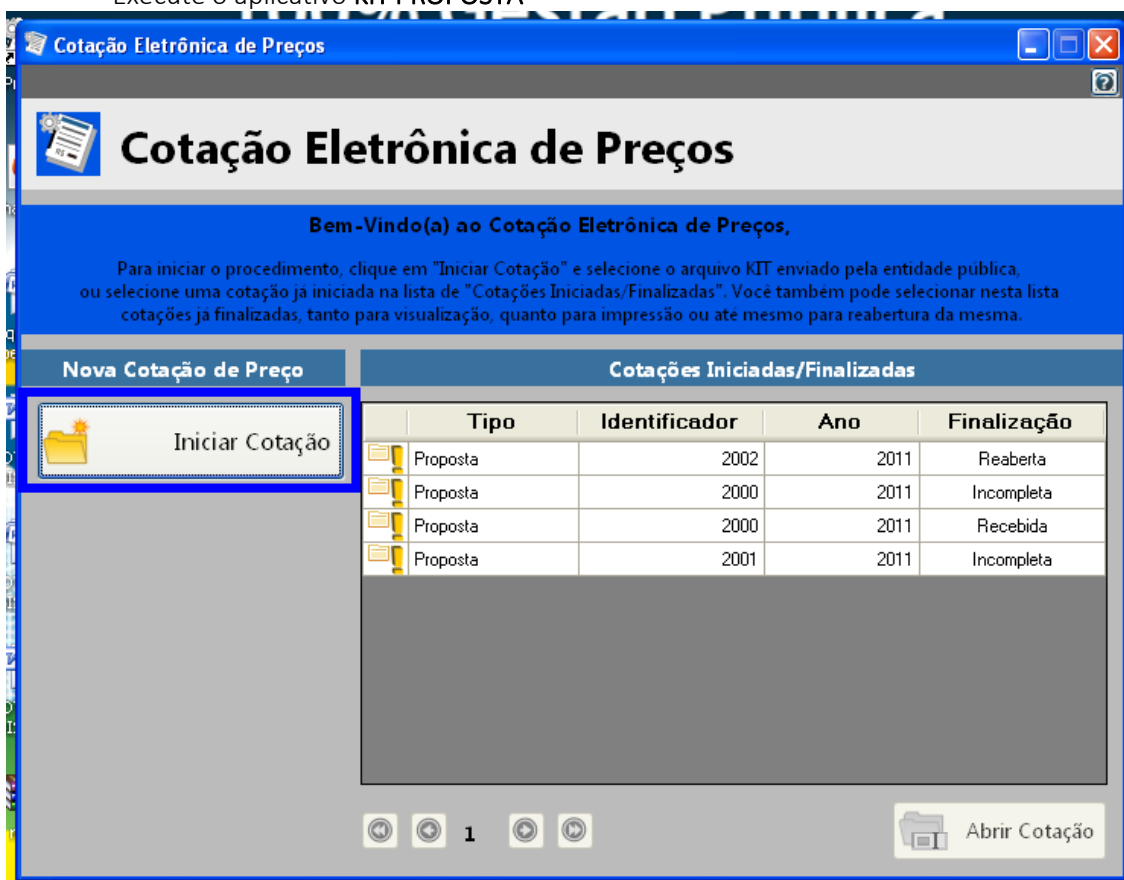 Execute o aplicativo KIT PROPOSTA
Cotação Eletrônica de Preços
Cotação Eletrônica de Preços
Bem-Vindo(a) ao Cotação Eletrônica de Preços,
Para iniciar o procedimento, clique em "Iniciar Cotação" e selecione o arquivo KIT enviado pela entidade pública,
ou selecione uma cotação já iniciada na lista de "Cotações Iniciadas/Finalizadas". Você também pode selecionar nesta lista
cotações já finalizadas, tanto para visualização, quanto para impressão ou até mesmo para reabertura da mesma.
Nova Cotação de Preço
Cotações Iniciadas/Finalizadas
Iniciar Cotação
Tipo Identificador Ano Finalização
Proposta 2002 2011 Reaberta
Proposta 2000 2011 Incompleta
Proposta 2000 2011 Recebida
Proposta 2001 2011 Incompleta
1
Abrir Cotação